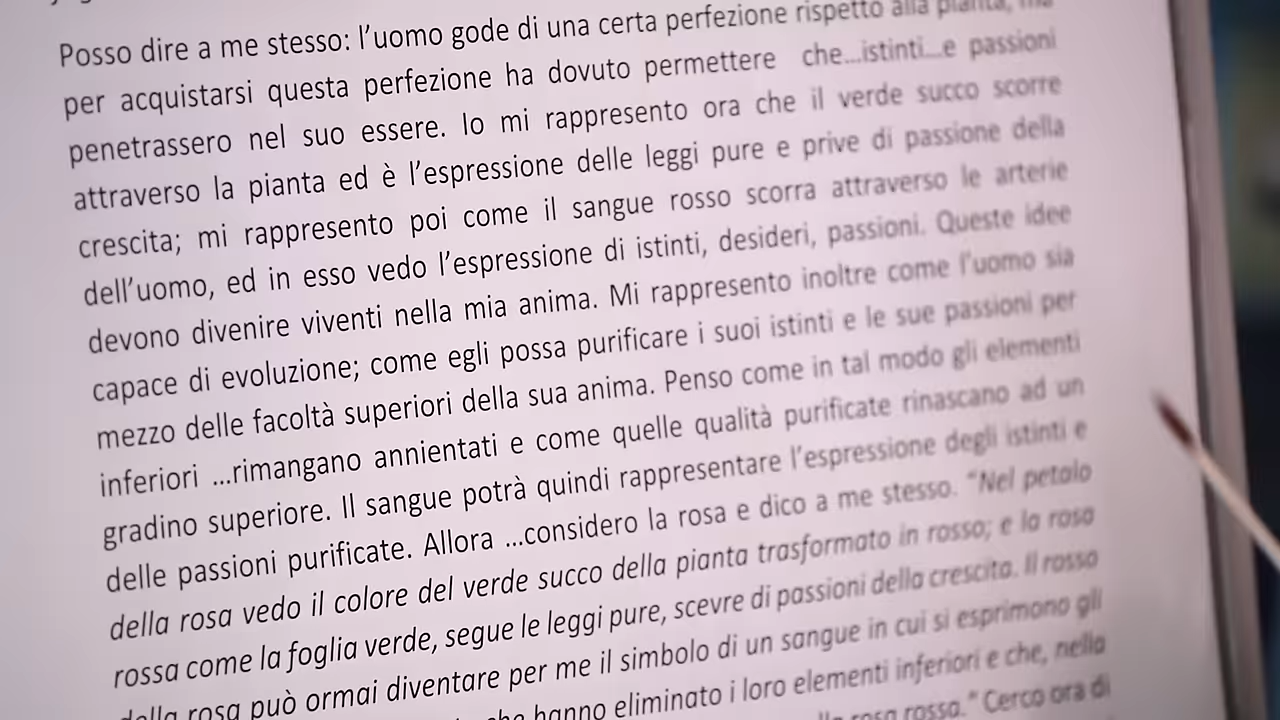 Posso dire a me stesso: l’uomo gode di una certa perfezione rispetto alla pianta, ma
per acquistarsi questa perfezione ha dovuto permettere che...istinti...e passioni
penetrassero nel suo essere. Io mi rappresento ora che il verde succo scorre
attraverso la pianta ed è l’espressione delle leggi pure e prive di passione della
crescita; mi rappresento poi come il sangue rosso scorra attraverso le arterie
dell’uomo, ed in esso vedo l’espressione di istinti, desideri, passioni. Queste idee
devono divenire viventi nella mia anima. Mi rappresento inoltre come l’uomo sia
capace di evoluzione; come egli possa purificare i suoi istinti e le sue passioni per
mezzo delle facoltà superiori della sua anima. Penso come in tal modo gli elementi
inferiori ...rimangano annientati e come quelle qualità purificate rinascano ad un
gradino superiore. Il sangue potrà quindi rappresentare l’espressione degli istinti e
delle passioni purificate. Allora ...considero la rosa e dico a me stesso. “Nel petalo
della rosa vedo il colore del verde succo della pianta trasformato in rosso; e la rosa
rossa come la foglia verde, segue le leggi pure, scevre di passioni della crescita. Il rosso
della rosa può ormai diventare per me il simbolo di un sangue in cui si esprimono gli
che hanno eliminato i loro elementi inferiori e che, nella
rosa rossa.” Cerco ora di